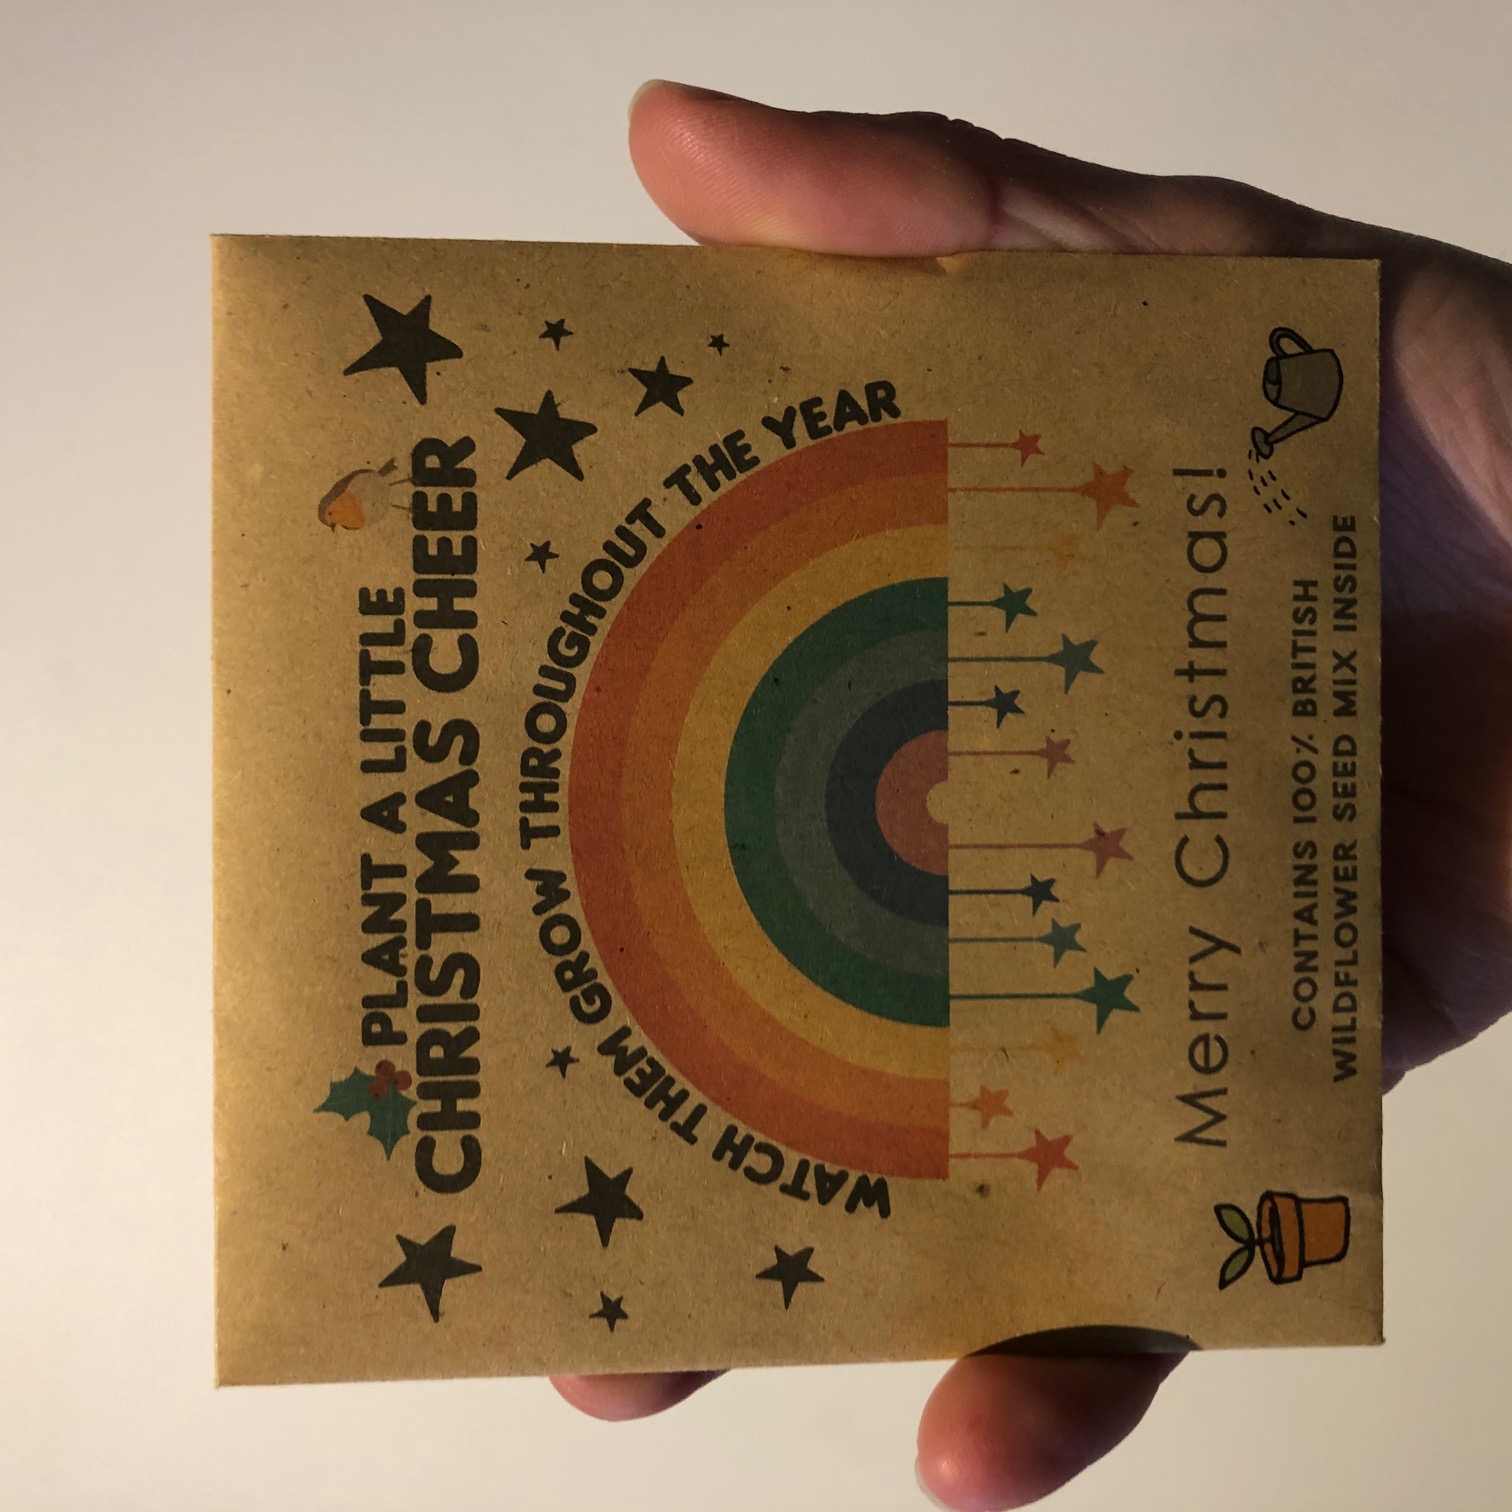 PLANT A LITTLE
CHRISTMAS CHEER
WATCH THEM GROW THROUGHOUT THE YEAR
Merry Christmas!
CONTAINS 100% BRITISH
WILDFLOWER SEED MIX INSIDE